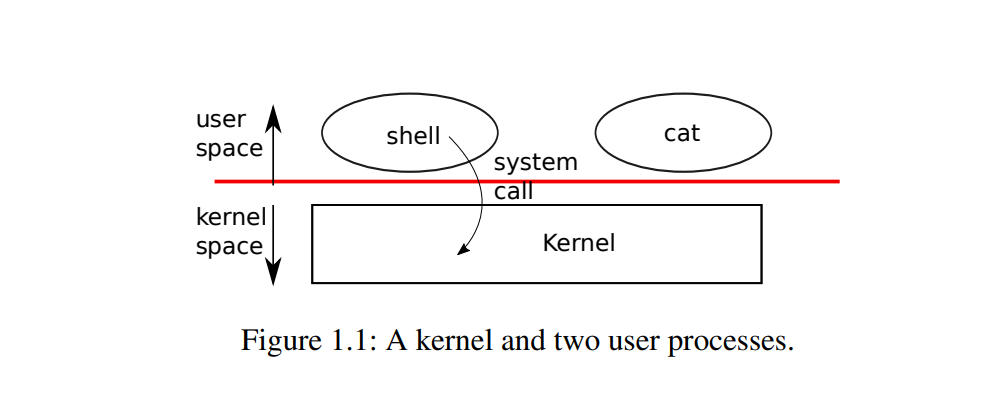 user
space
shell
cat
system
call
kernel
space
Kernel
Figure 1.1: A kernel and two user processes.